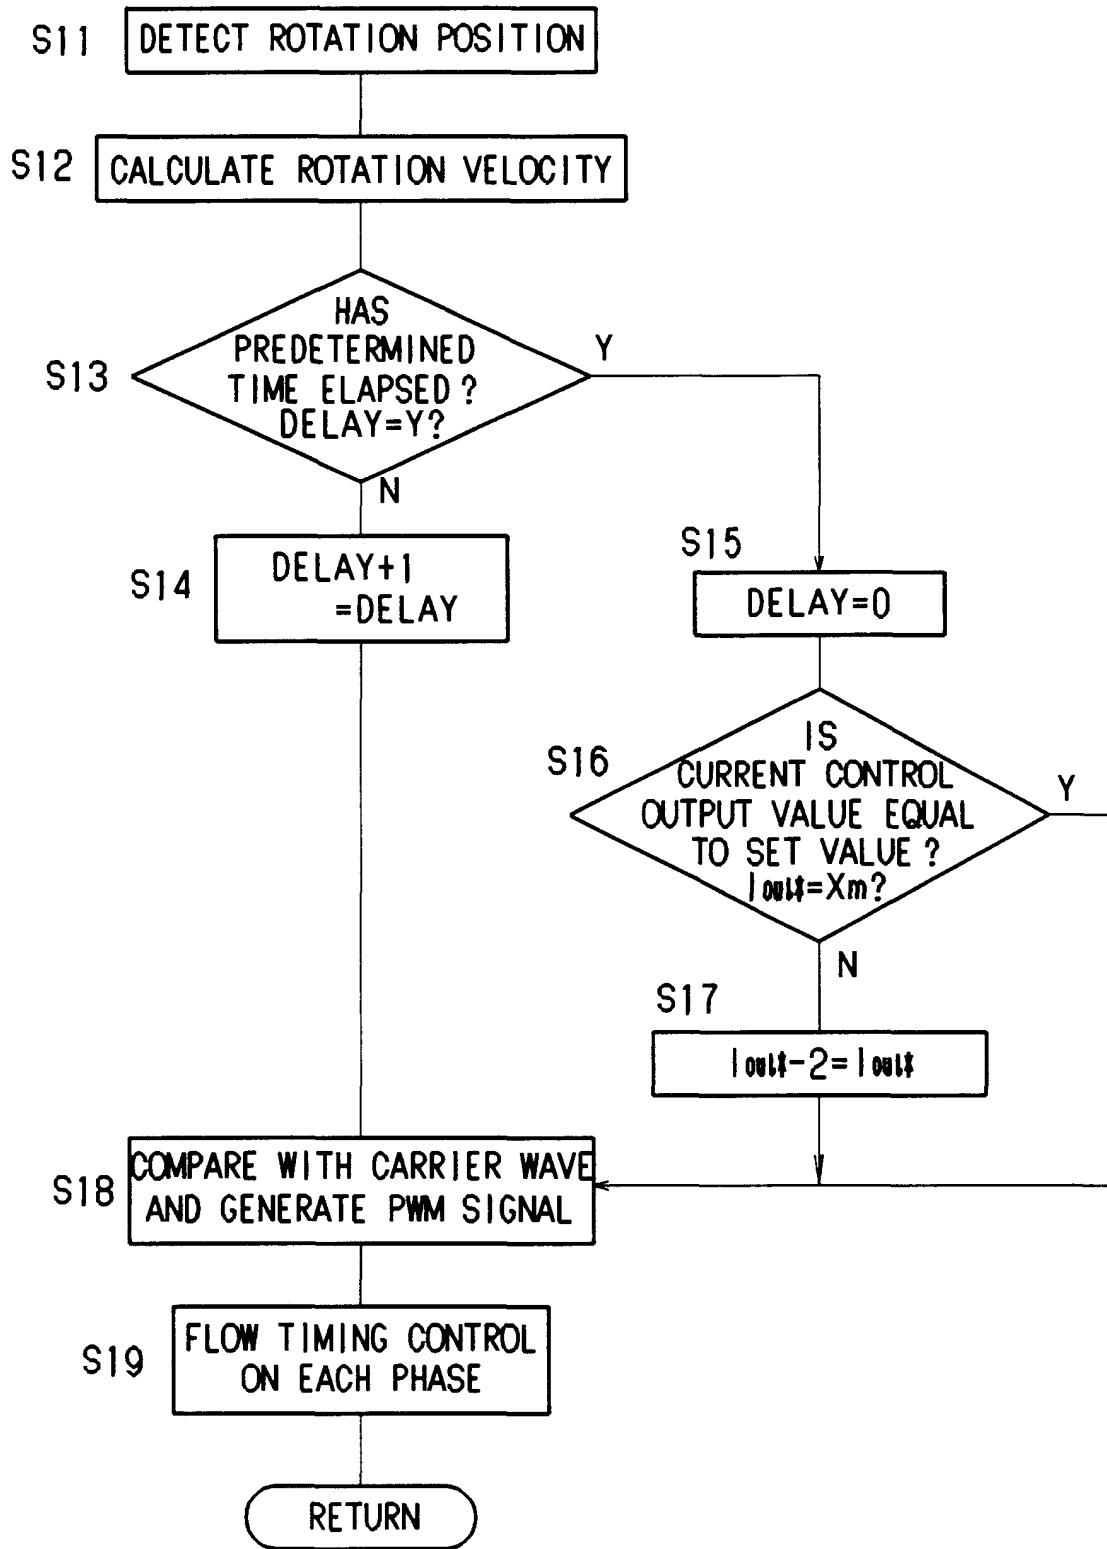 S11
DETECT ROTATION POSITION
S12
CALCULATE ROTATION VELOCITY
S13
HAS
PREDETERMINED
TIME ELAPSED?
DELAY=Y?
Y
N
S14
DELAY+1
=DELAY
S15
DELAY=0
S16
IS
CURRENT CONTROL
OUTPUT VALUE EQUAL
TO SET VALUE?
Iout*=Xm?
Y
N
S17
Iout*-2=Iout*
S18
COMPARE WITH CARRIER WAVE
AND GENERATE PWM SIGNAL
S19
FLOW TIMING CONTROL
ON EACH PHASE
RETURN